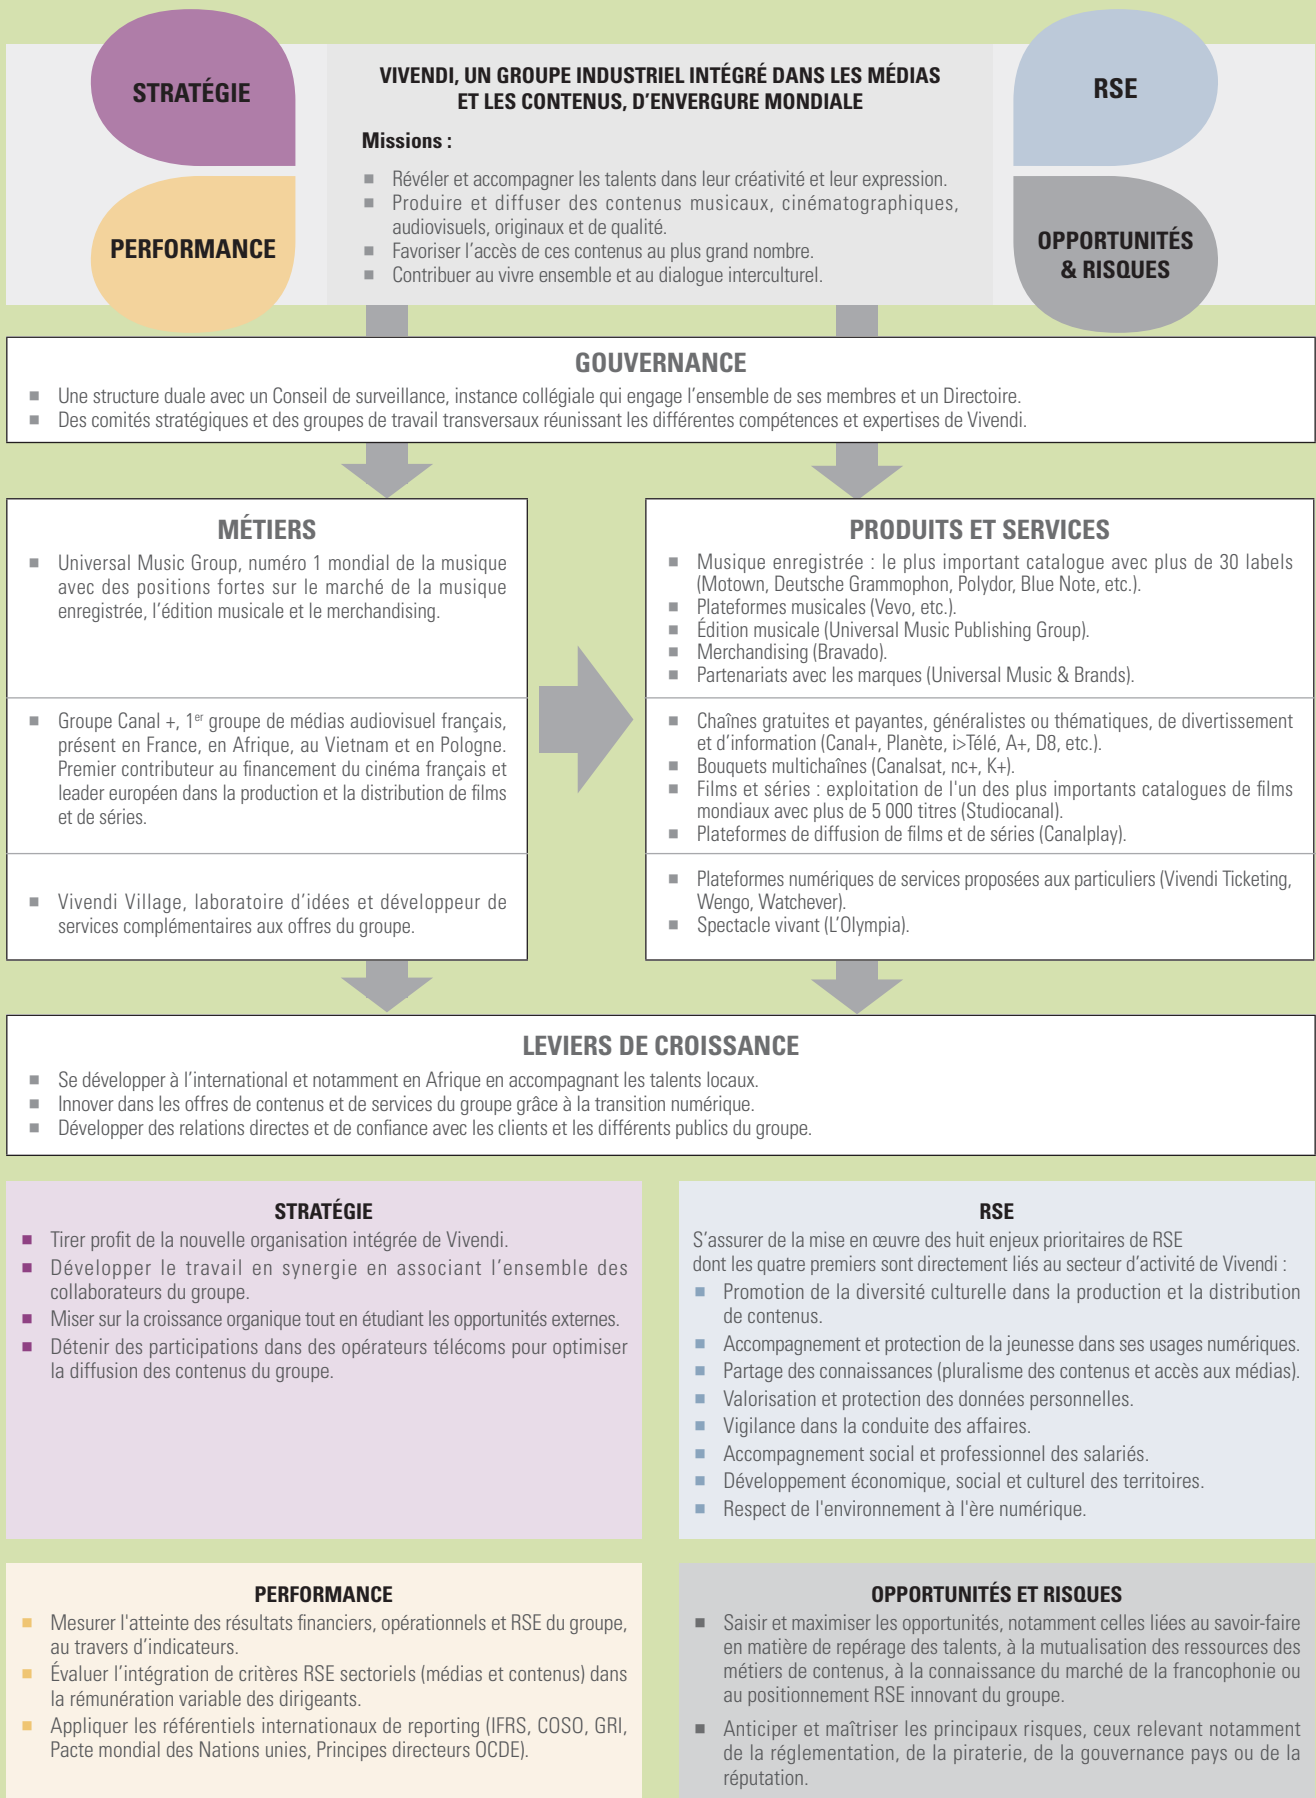 STRATÉGIE
PERFORMANCE
VIVENDI, UN GROUPE INDUSTRIEL INTÉGRÉ DANS LES MÉDIAS
ET LES CONTENUS, D'ENVERGURE MONDIALE
Missions :
■ Révéler et accompagner les talents dans leur créativité et leur expression.
■ Produire et diffuser des contenus musicaux, cinématographiques,
audiovisuels, originaux et de qualité.
■ Favoriser l'accès de ces contenus au plus grand nombre.
■ Contribuer au vivre ensemble et au dialogue interculturel.
RSE
OPPORTUNITÉS
& RISQUES
GOUVERNANCE
■ Une structure duale avec un Conseil de surveillance, instance collégiale qui engage l'ensemble de ses membres et un Directoire.
■ Des comités stratégiques et des groupes de travail transversaux réunissant les différentes compétences et expertises de Vivendi.
MÉTIERS
■ Universal Music Group, numéro 1 mondial de la musique
avec des positions fortes sur le marché de la musique
enregistrée, l'édition musicale et le merchandising.
■ Groupe Canal +, 1er groupe de médias audiovisuel français,
présent en France, en Afrique, au Vietnam et en Pologne.
Premier contributeur au financement du cinéma français et
leader européen dans la production et la distribution de films
et de séries.
■ Vivendi Village, laboratoire d'idées et développeur de
services complémentaires aux offres du groupe.
PRODUITS ET SERVICES
■ Musique enregistrée : le plus important catalogue avec plus de 30 labels
(Motown, Deutsche Grammophon, Polydor, Blue Note, etc.).
■ Plateformes musicales (Vevo, etc.).
■ Édition musicale (Universal Music Publishing Group).
■ Merchandising (Bravado).
■ Partenariats avec les marques (Universal Music & Brands).
■ Chaînes gratuites et payantes, généralistes ou thématiques, de divertissement
et d'information (Canal+, Planète, i>Télé, A+, D8, etc.).
■ Bouquets multichaînes (Canalsat, nc+, K+).
■ Films et séries : exploitation de l'un des plus importants catalogues de films
mondiaux avec plus de 5 000 titres (Studiocanal).
■ Plateformes de diffusion de films et de séries (Canalplay).
■ Plateformes numériques de services proposées aux particuliers (Vivendi Ticketing,
Wengo, Watchever).
■ Spectacle vivant (L'Olympia).
LEVIERS DE CROISSANCE
■ Se développer à l'international et notamment en Afrique en accompagnant les talents locaux.
■ Innover dans les offres de contenus et de services du groupe grâce à la transition numérique.
■ Développer des relations directes et de confiance avec les clients et les différents publics du groupe.
STRATÉGIE
■ Tirer profit de la nouvelle organisation intégrée de Vivendi.
■ Développer le travail en synergie en associant l'ensemble des
collaborateurs du groupe.
■ Miser sur la croissance organique tout en étudiant les opportunités externes.
■ Détenir des participations dans des opérateurs télécoms pour optimiser
la diffusion des contenus du groupe.
RSE
S'assurer de la mise en œuvre des huit enjeux prioritaires de RSE
dont les quatre premiers sont directement liés au secteur d'activité de Vivendi :
■ Promotion de la diversité culturelle dans la production et la distribution
de contenus.
■ Accompagnement et protection de la jeunesse dans ses usages numériques.
■ Partage des connaissances (pluralisme des contenus et accès aux médias).
■ Valorisation et protection des données personnelles.
■ Vigilance dans la conduite des affaires.
■ Accompagnement social et professionnel des salariés.
■ Développement économique, social et culturel des territoires.
■ Respect de l'environnement à l'ère numérique.
PERFORMANCE
■ Mesurer l'atteinte des résultats financiers, opérationnels et RSE du groupe,
au travers d'indicateurs.
■ Évaluer l'intégration de critères RSE sectoriels (médias et contenus) dans
la rémunération variable des dirigeants.
■ Appliquer les référentiels internationaux de reporting (IFRS, COSO, GRI,
Pacte mondial des Nations unies, Principes directeurs OCDE).
OPPORTUNITÉS ET RISQUES
■ Saisir et maximiser les opportunités, notamment celles liées au savoir-faire
en matière de repérage des talents, à la mutualisation des ressources des
métiers de contenus, à la connaissance du marché de la francophonie ou
au positionnement RSE innovant du groupe.
■ Anticiper et maîtriser les principaux risques, ceux relevant notamment
de la réglementation, de la piraterie, de la gouvernance pays ou de la
réputation.